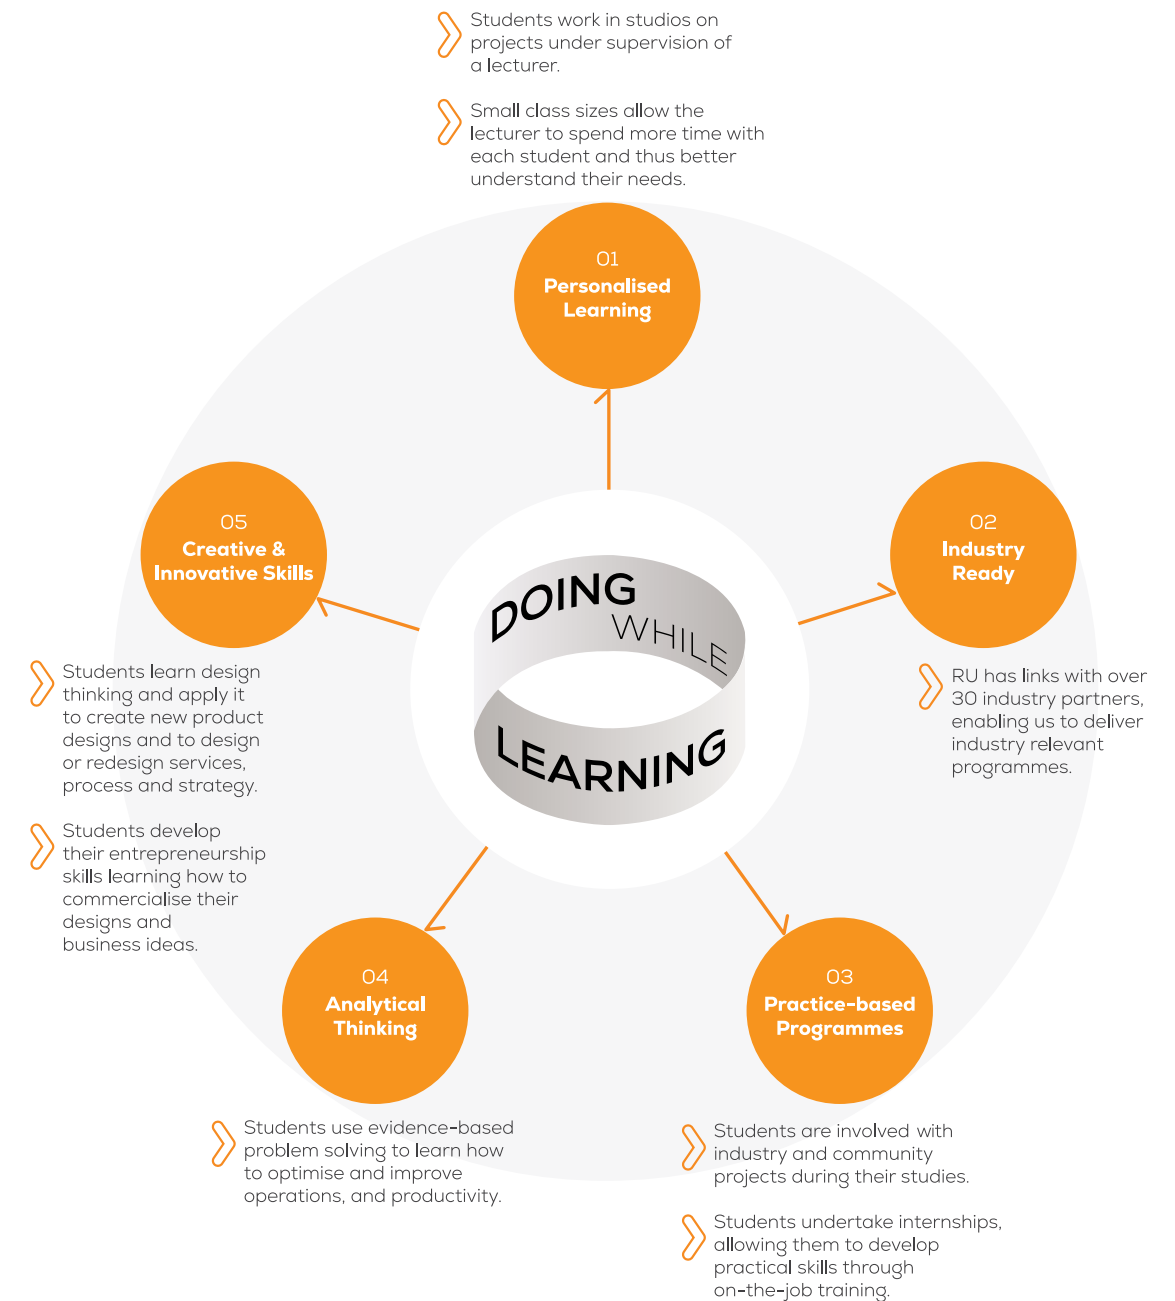 Students work in studios on
projects under supervision of
a lecturer.
Small class sizes allow the
lecturer to spend more time with
each student and thus better
understand their needs.
01
Personalised
Learning
02
Industry
Ready
RU has links with over
30 industry partners,
enabling us to deliver
industry relevant
programmes.
03
Practice-based
Programmes
Students are involved with
industry and community
projects during their studies.
Students undertake internships,
allowing them to develop
practical skills through
on-the-job training.
04
Analytical
Thinking
Students use evidence-based
problem solving to learn how
to optimise and improve
operations, and productivity.
05
Creative &
Innovative Skills
Students learn design
thinking and apply it
to create new product
designs and to design
or redesign services,
process and strategy.
Students develop
their entrepreneurship
skills learning how to
commercialise their
designs and
business ideas.
DOING
WHILE
LEARNING